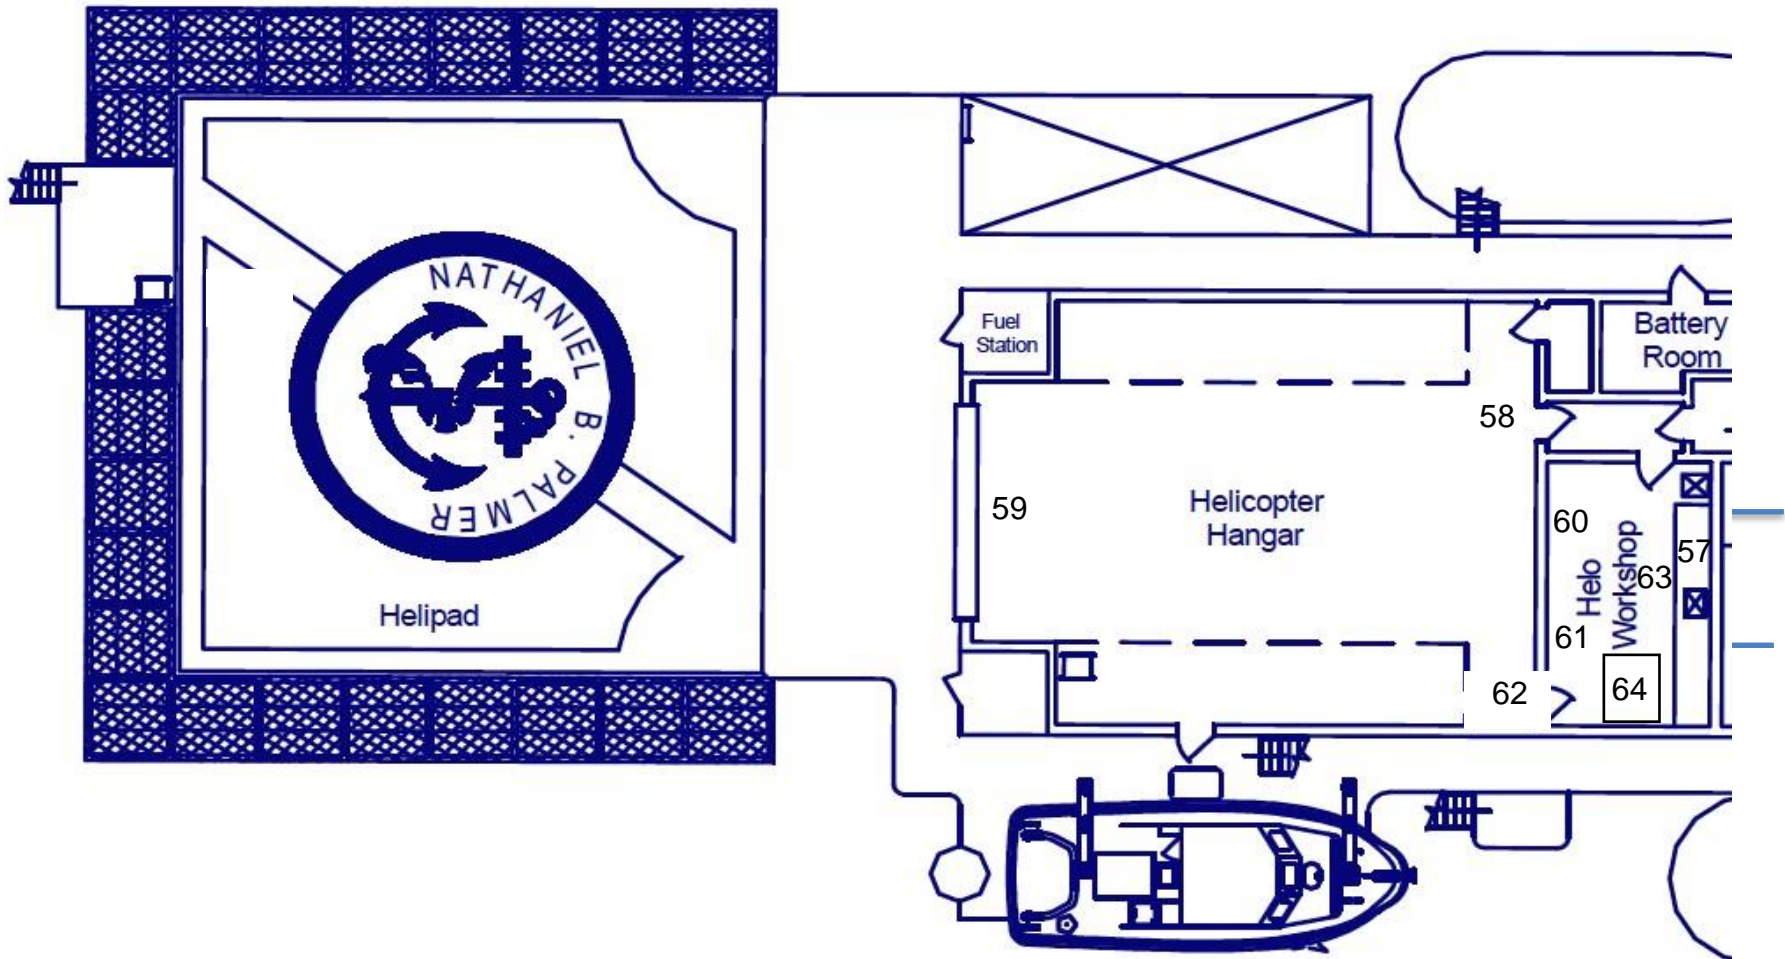 NATHANIEL B. PALMER
Helipad
Fuel
Station
Battery
Room
58
59
Helicopter
Hangar
60
57
Helo
Workshop
63
61
62
64